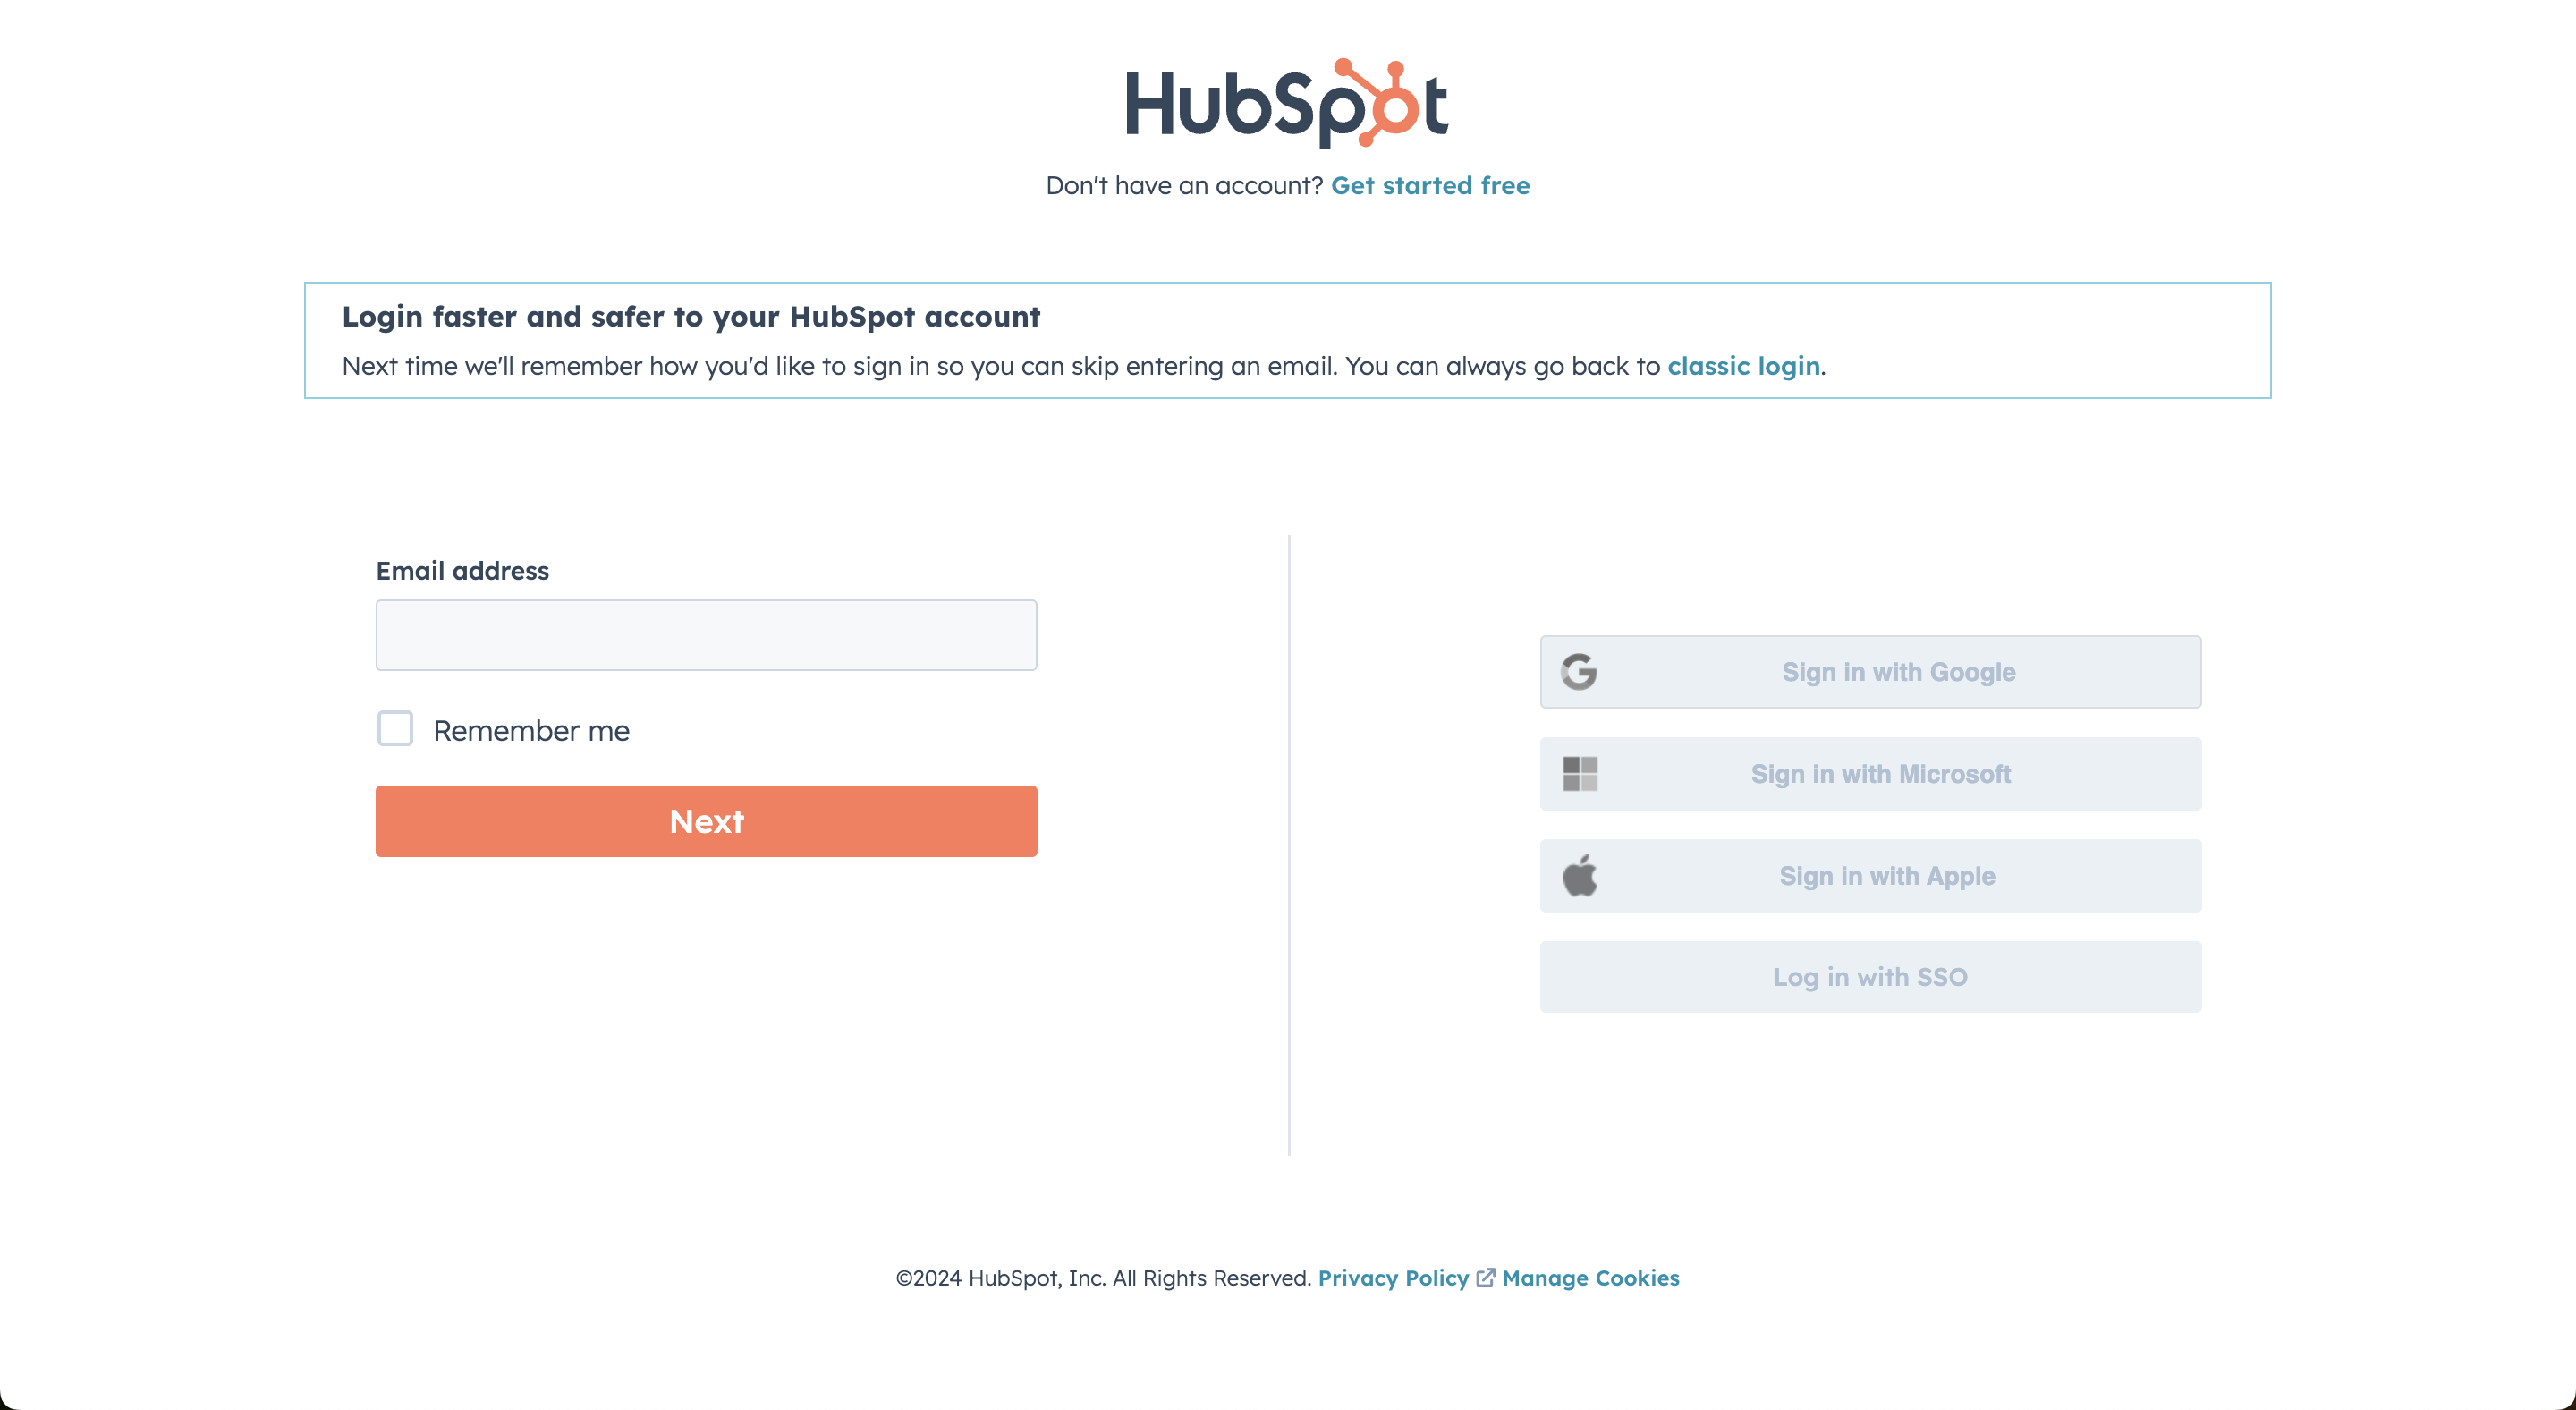 HubSpot
Don't have an account? Get started free
Login faster and safer to your HubSpot account
Next time we'll remember how you'd like to sign in so you can skip entering an email. You can always go back to classic login.
Email address
Remember me
Next
Sign in with Google
Sign in with Microsoft
Sign in with Apple
Log in with SSO
©2024 HubSpot, Inc. All Rights Reserved. Privacy Policy Manage Cookies